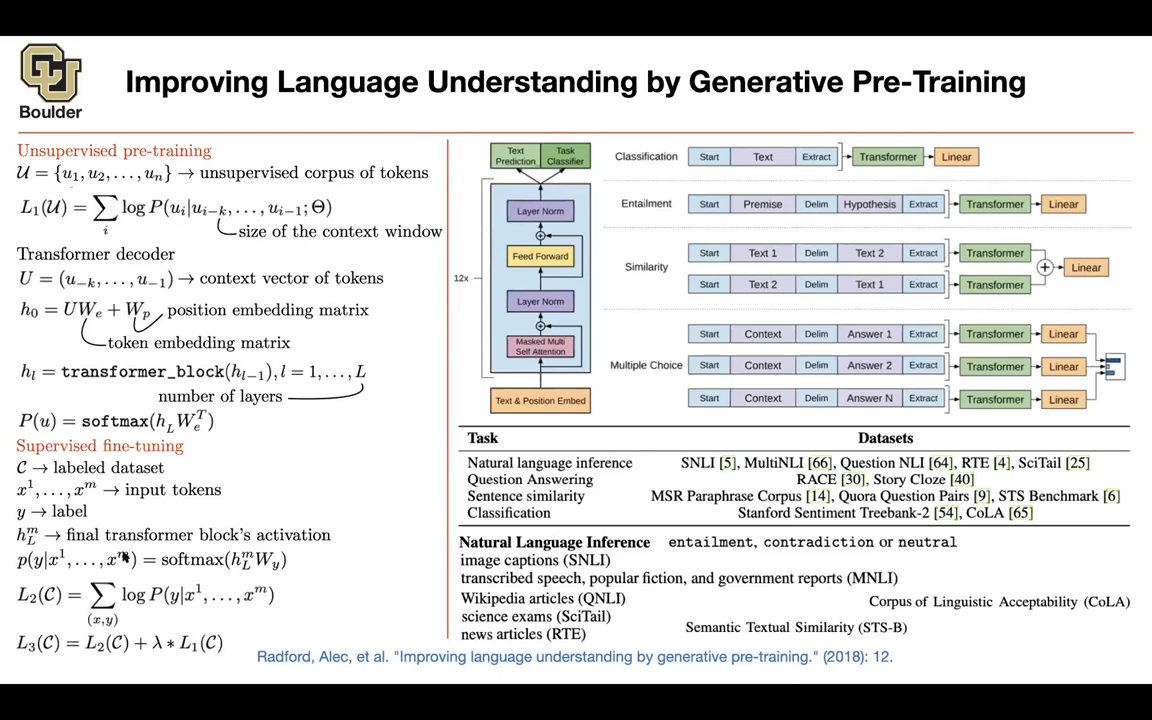 Improving Language Understanding by Generative Pre-Training
CU
Boulder
Unsupervised pre-training
𝒰 = {u₁, u₂, . . . , uₙ} → unsupervised corpus of tokens
L₁(𝒰) = ∑ᵢ log P(uᵢ|uᵢ₋ₖ, . . . , uᵢ₋₁; Θ)
size of the context window
Transformer decoder
U = (u₋ₖ, . . . , u₋₁) → context vector of tokens
h₀ = UWₑ + Wₚ position embedding matrix
token embedding matrix
hₗ = transformer_block(hₗ₋₁), l = 1, . . . , L
number of layers
P(u) = softmax(h_L Wₑᵀ)
Supervised fine-tuning
𝒞 → labeled dataset
x¹, . . . , xᵐ → input tokens
y → label
h_Lᵐ → final transformer block's activation
p(y|x¹, . . . , xᵐ) = softmax(h_Lᵐ W_y)
L₂(𝒞) = ∑₍ₓ,ᵧ₎ log P(y|x¹, . . . , xᵐ)
L₃(𝒞) = L₂(𝒞) + λ * L₁(𝒞)
Text Prediction
Task Classifier
Layer Norm
Feed Forward
12x
Layer Norm
Masked Multi
Self Attention
Text & Position Embed
Classification Start Text Extract Transformer Linear
Entailment Start Premise Delim Hypothesis Extract Transformer Linear
Similarity
Start Text 1 Delim Text 2 Extract Transformer
+ Linear
Start Text 2 Delim Text 1 Extract Transformer
Multiple Choice
Start Context Delim Answer 1 Extract Transformer Linear
Start Context Delim Answer 2 Extract Transformer Linear
Start Context Delim Answer N Extract Transformer Linear
Task Datasets
Natural language inference SNLI [5], MultiNLI [66], Question NLI [64], RTE [4], SciTail [25]
Question Answering RACE [30], Story Cloze [40]
Sentence similarity MSR Paraphrase Corpus [14], Quora Question Pairs [9], STS Benchmark [6]
Classification Stanford Sentiment Treebank-2 [54], CoLA [65]
Natural Language Inference entailment, contradiction or neutral
image captions (SNLI)
transcribed speech, popular fiction, and government reports (MNLI)
Wikipedia articles (QNLI)
Corpus of Linguistic Acceptability (CoLA)
science exams (SciTail)
Semantic Textual Similarity (STS-B)
news articles (RTE)
Radford, Alec, et al. "Improving language understanding by generative pre-training." (2018): 12.